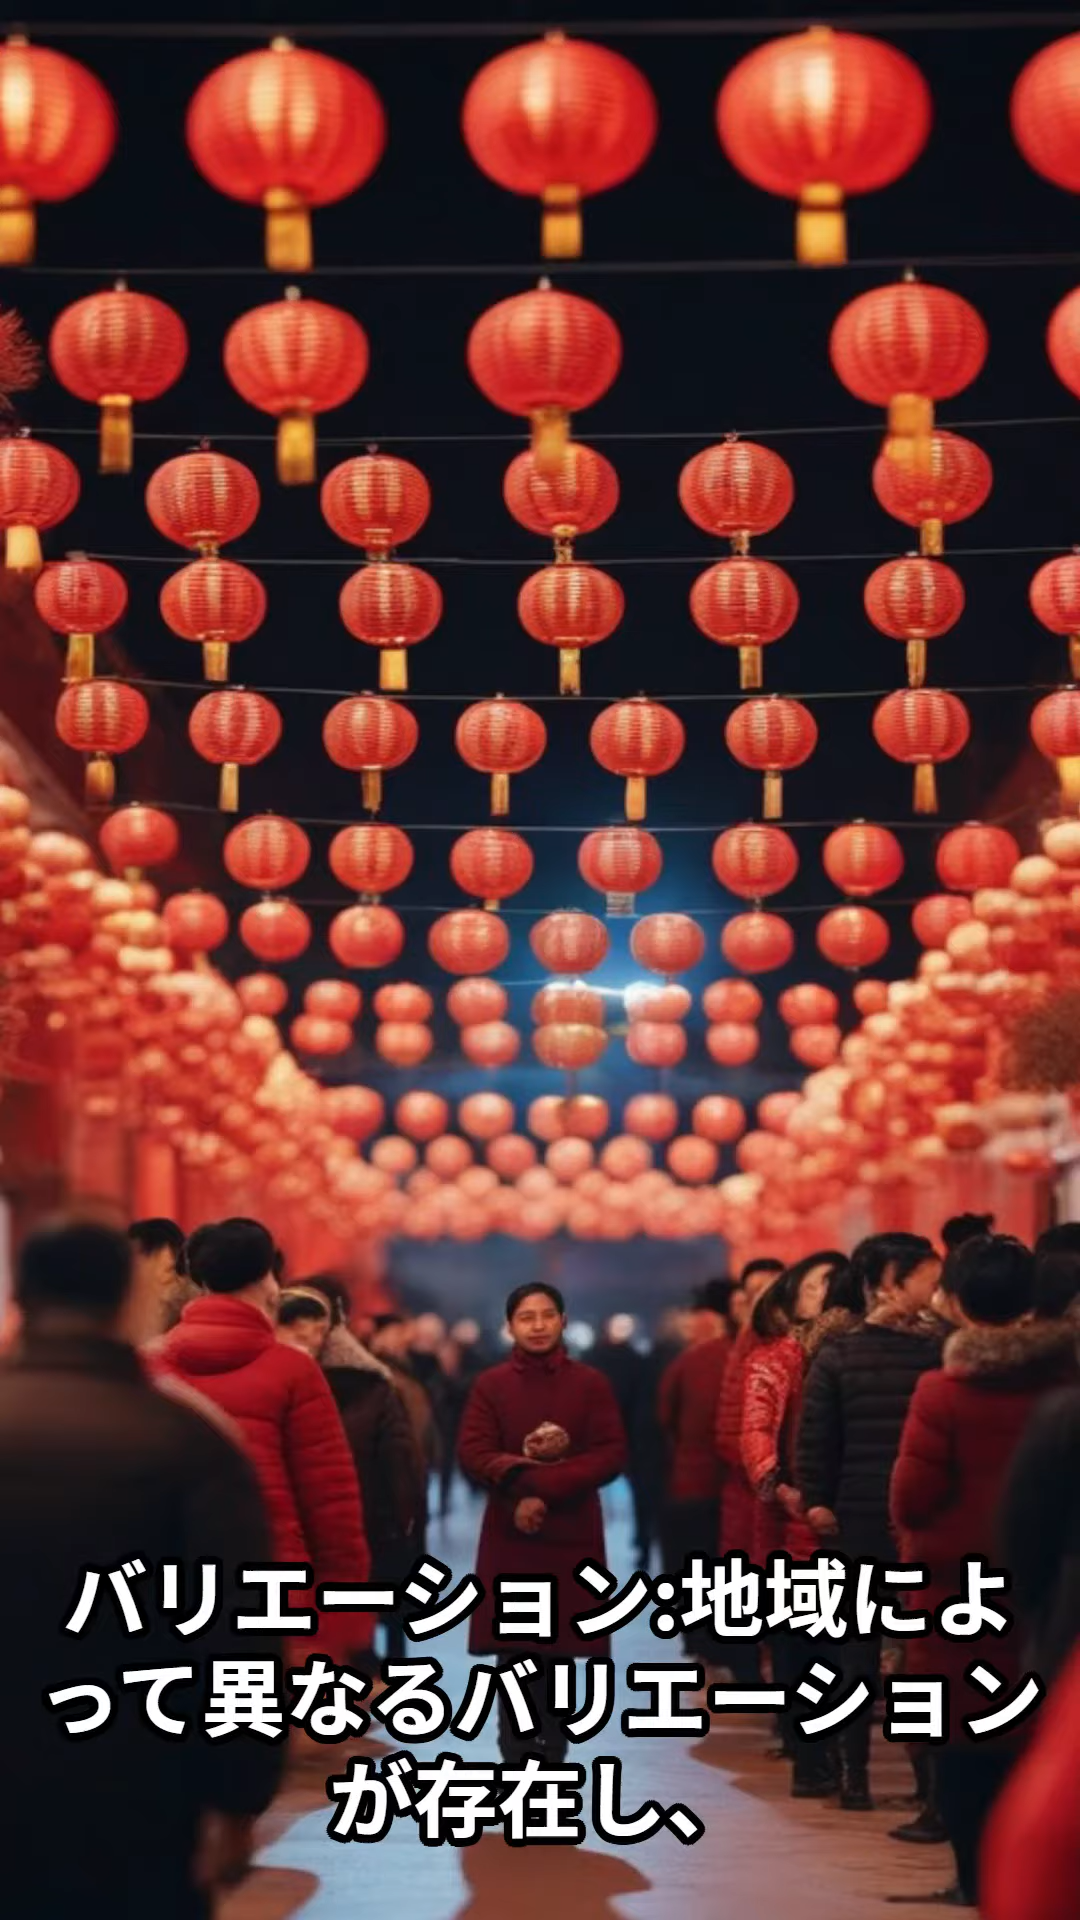 バリエーション:地域によ
って異なるバリエーション
が存在し、